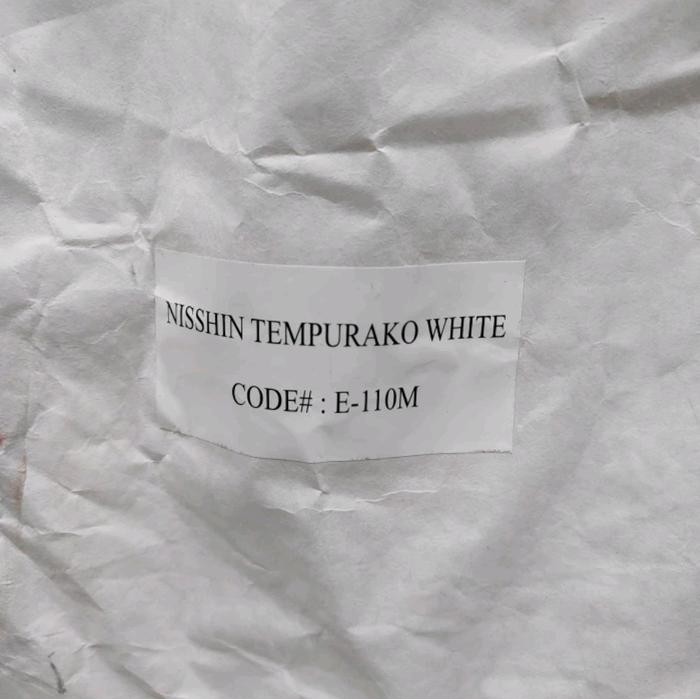 NISSHIN TEMPURAKO WHITE
CODE# : E-110M